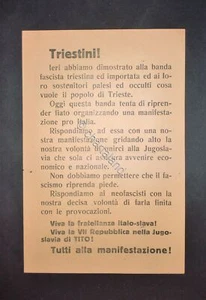 Triestini!
Ieri abbiamo dimostrato alla banda
fascista triestina ed importata ed ai lo-
ro sostenitori palesi ed occulti cosa
vuole il popolo di Trieste.
Oggi questa banda tenta di ripren-
der fiato organizzando una manifesta-
zione pro Italia.
Rispondiamo ad essa con una no-
stra manifestazione gridando alto la
nostra volontà di unirci alla Jugosla-
via che sola ci assicura avvenire eco-
nomico e nazionale.
Non dobbiamo permettere che il fa-
scismo riprenda piede.
Rispondiamo ai neofascisti con la
nostra decisa volontà di farla finita
con le provocazioni.
Viva la fratellanza italo-slava!
Viva la VII Repubblica nella Jugo-
slavia di TITO!
Tutti alla manifestazione!